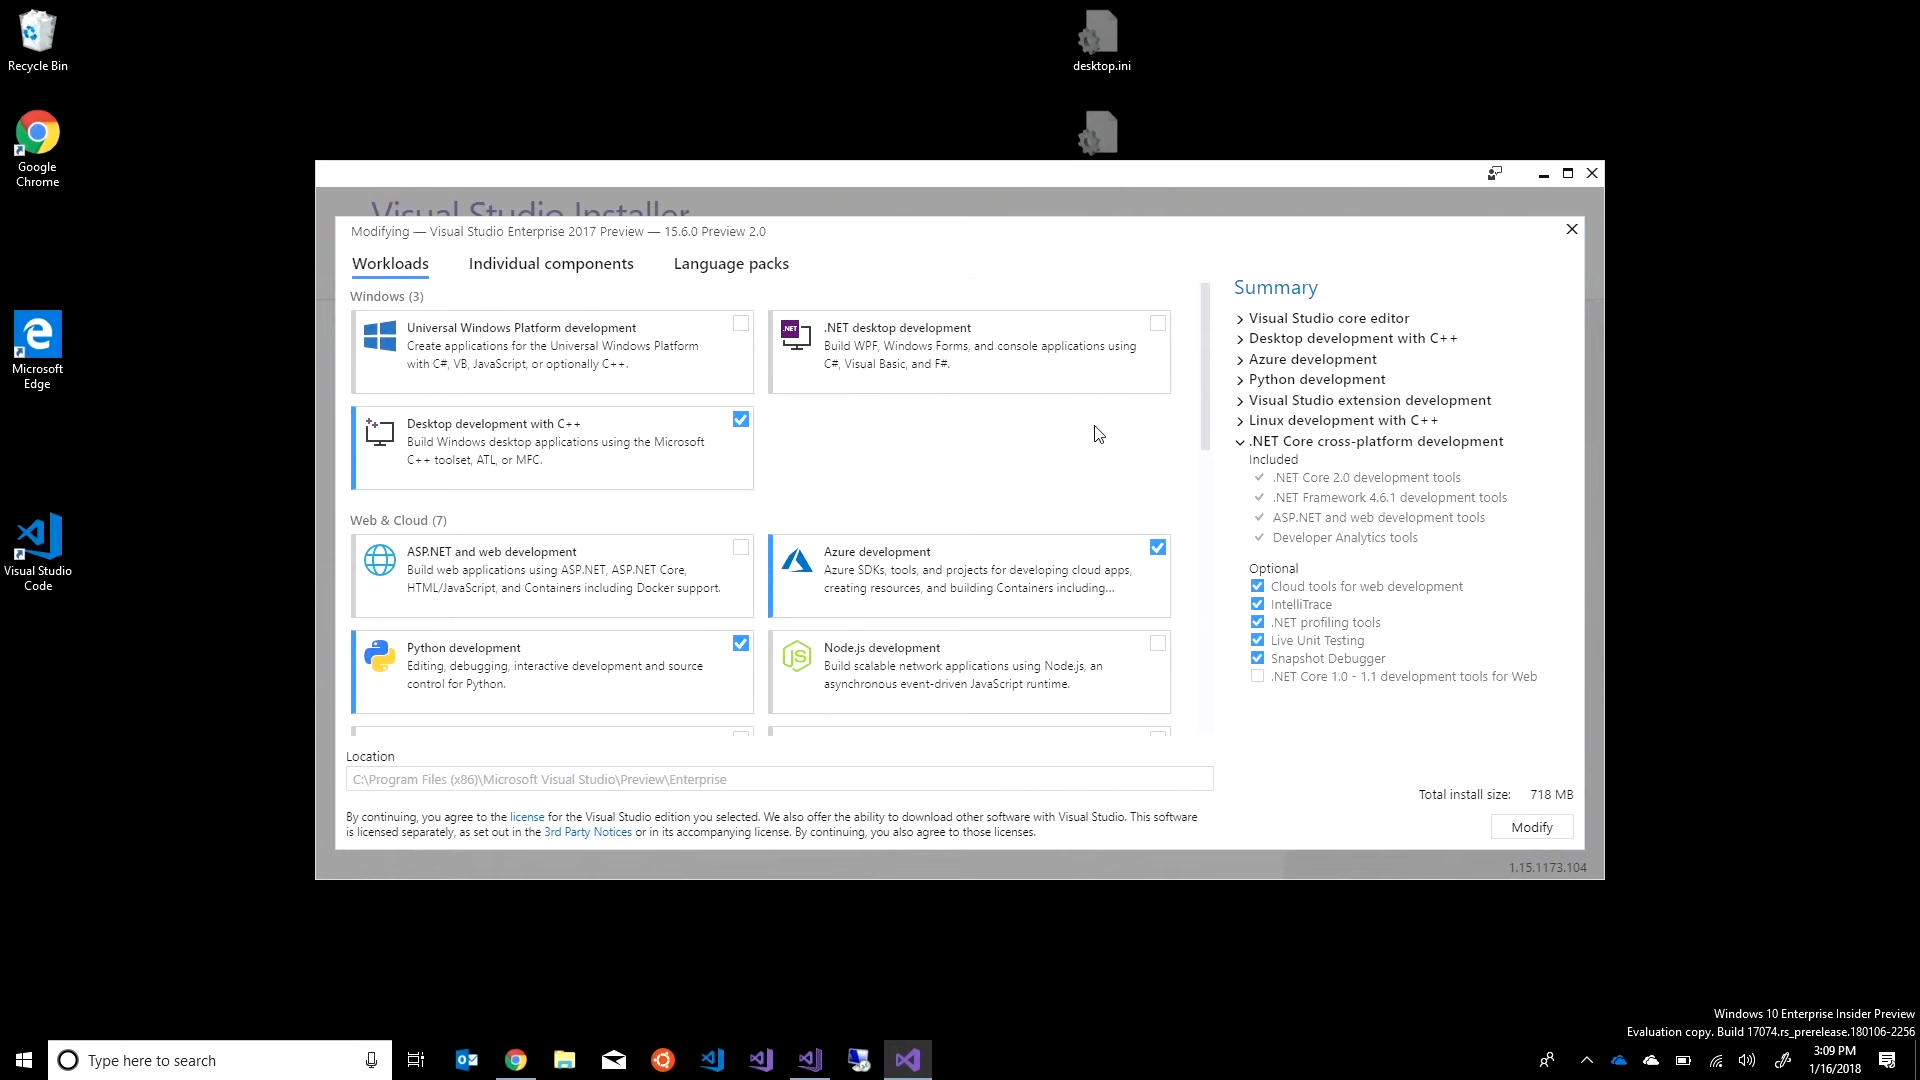 Recycle Bin
desktop.ini
Google
Chrome
Microsoft
Edge
Visual Studio
Code
Visual Studio Installer
Modifying — Visual Studio Enterprise 2017 Preview — 15.6.0 Preview 2.0
Workloads
Individual components
Language packs
Windows (3)
Universal Windows Platform development
Create applications for the Universal Windows Platform
with C#, VB, JavaScript, or optionally C++.
.NET
.NET desktop development
Build WPF, Windows Forms, and console applications using
C#, Visual Basic, and F#.
Desktop development with C++
Build Windows desktop applications using the Microsoft
C++ toolset, ATL, or MFC.
Web & Cloud (7)
ASP.NET and web development
Build web applications using ASP.NET, ASP.NET Core,
HTML/JavaScript, and Containers including Docker support.
Azure development
Azure SDKs, tools, and projects for developing cloud apps,
creating resources, and building Containers including...
Python development
Editing, debugging, interactive development and source
control for Python.
JS
Node.js development
Build scalable network applications using Node.js, an
asynchronous event-driven JavaScript runtime.
Location
C:\Program Files (x86)\Microsoft Visual Studio\Preview\Enterprise
By continuing, you agree to the license for the Visual Studio edition you selected. We also offer the ability to download other software with Visual Studio. This software
is licensed separately, as set out in the 3rd Party Notices or in its accompanying license. By continuing, you also agree to those licenses.
Summary
Visual Studio core editor
Desktop development with C++
Azure development
Python development
Visual Studio extension development
Linux development with C++
.NET Core cross-platform development
Included
.NET Core 2.0 development tools
.NET Framework 4.6.1 development tools
ASP.NET and web development tools
Developer Analytics tools
Optional
Cloud tools for web development
IntelliTrace
.NET profiling tools
Live Unit Testing
Snapshot Debugger
.NET Core 1.0 - 1.1 development tools for Web
Total install size: 718 MB
Modify
1.15.1173.104
Windows 10 Enterprise Insider Preview
Evaluation copy. Build 17074.rs_prerelease.180106-2256
Type here to search
3:09 PM
1/16/2018